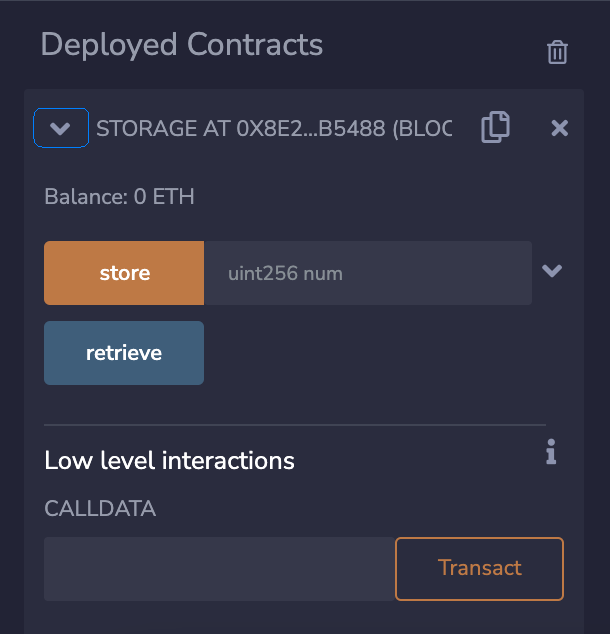 Deployed Contracts
STORAGE AT 0X8E2...B5488 (BLOC
Balance: 0 ETH
store
uint256 num
retrieve
Low level interactions
CALLDATA
Transact